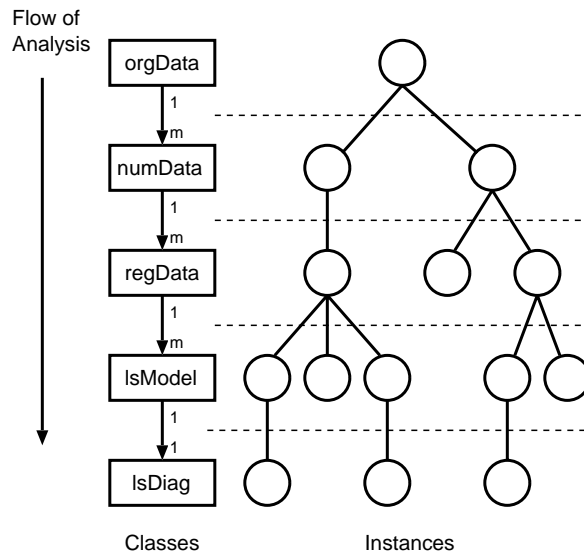 Flow of
Analysis
orgData
1
m
numData
1
m
regData
1
m
lsModel
1
1
lsDiag
Classes
Instances